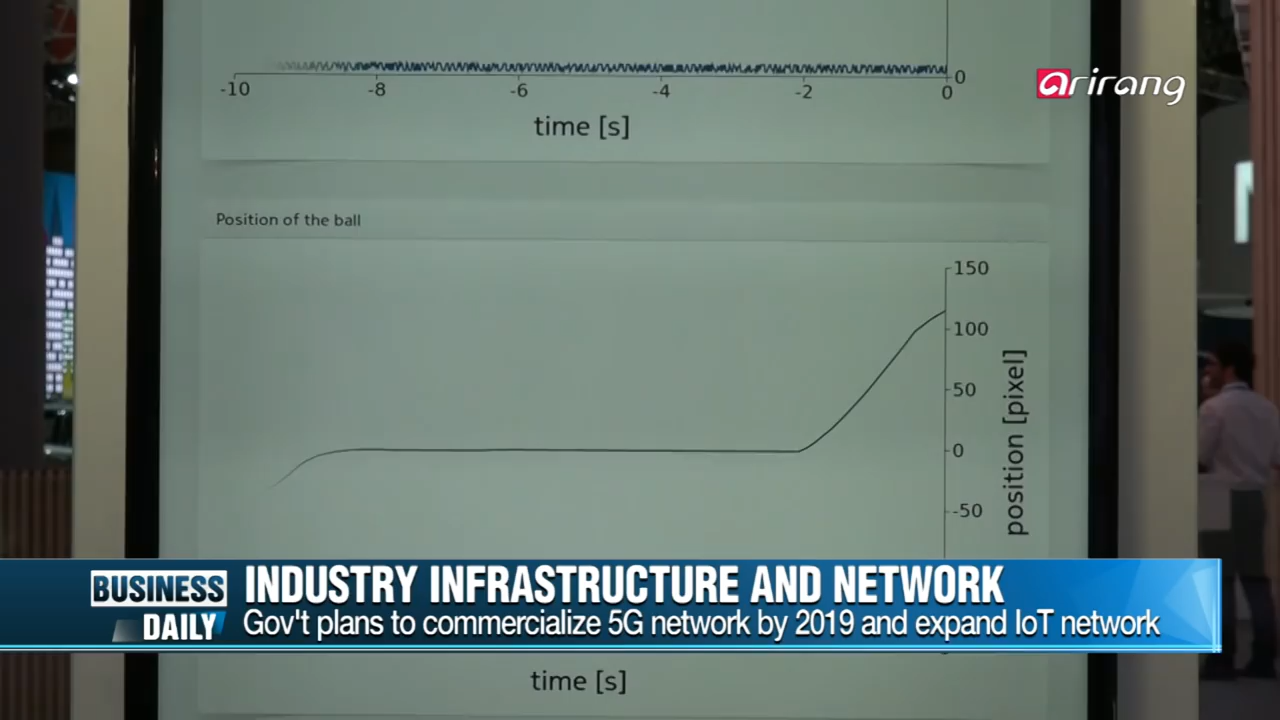 0
-10 -8 -6 -4 -2 0
time [s]
arirang
Position of the ball
150
100
50
0
-50
position [pixel]
BUSINESS
DAILY
INDUSTRY INFRASTRUCTURE AND NETWORK
Gov't plans to commercialize 5G network by 2019 and expand IoT network
time [s]